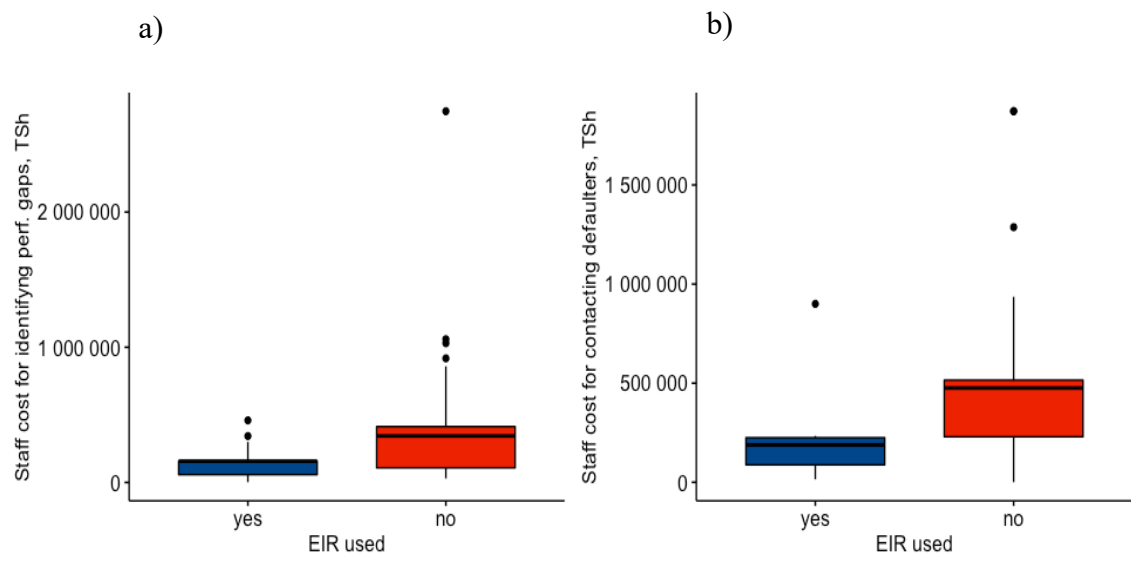 a)
Staff cost for identifyng perf. gaps, TSh
2 000 000
1 000 000
0
yes
no
EIR used
b)
Staff cost for contacting defaulters, TSh
1 500 000
1 000 000
500 000
0
yes
no
EIR used